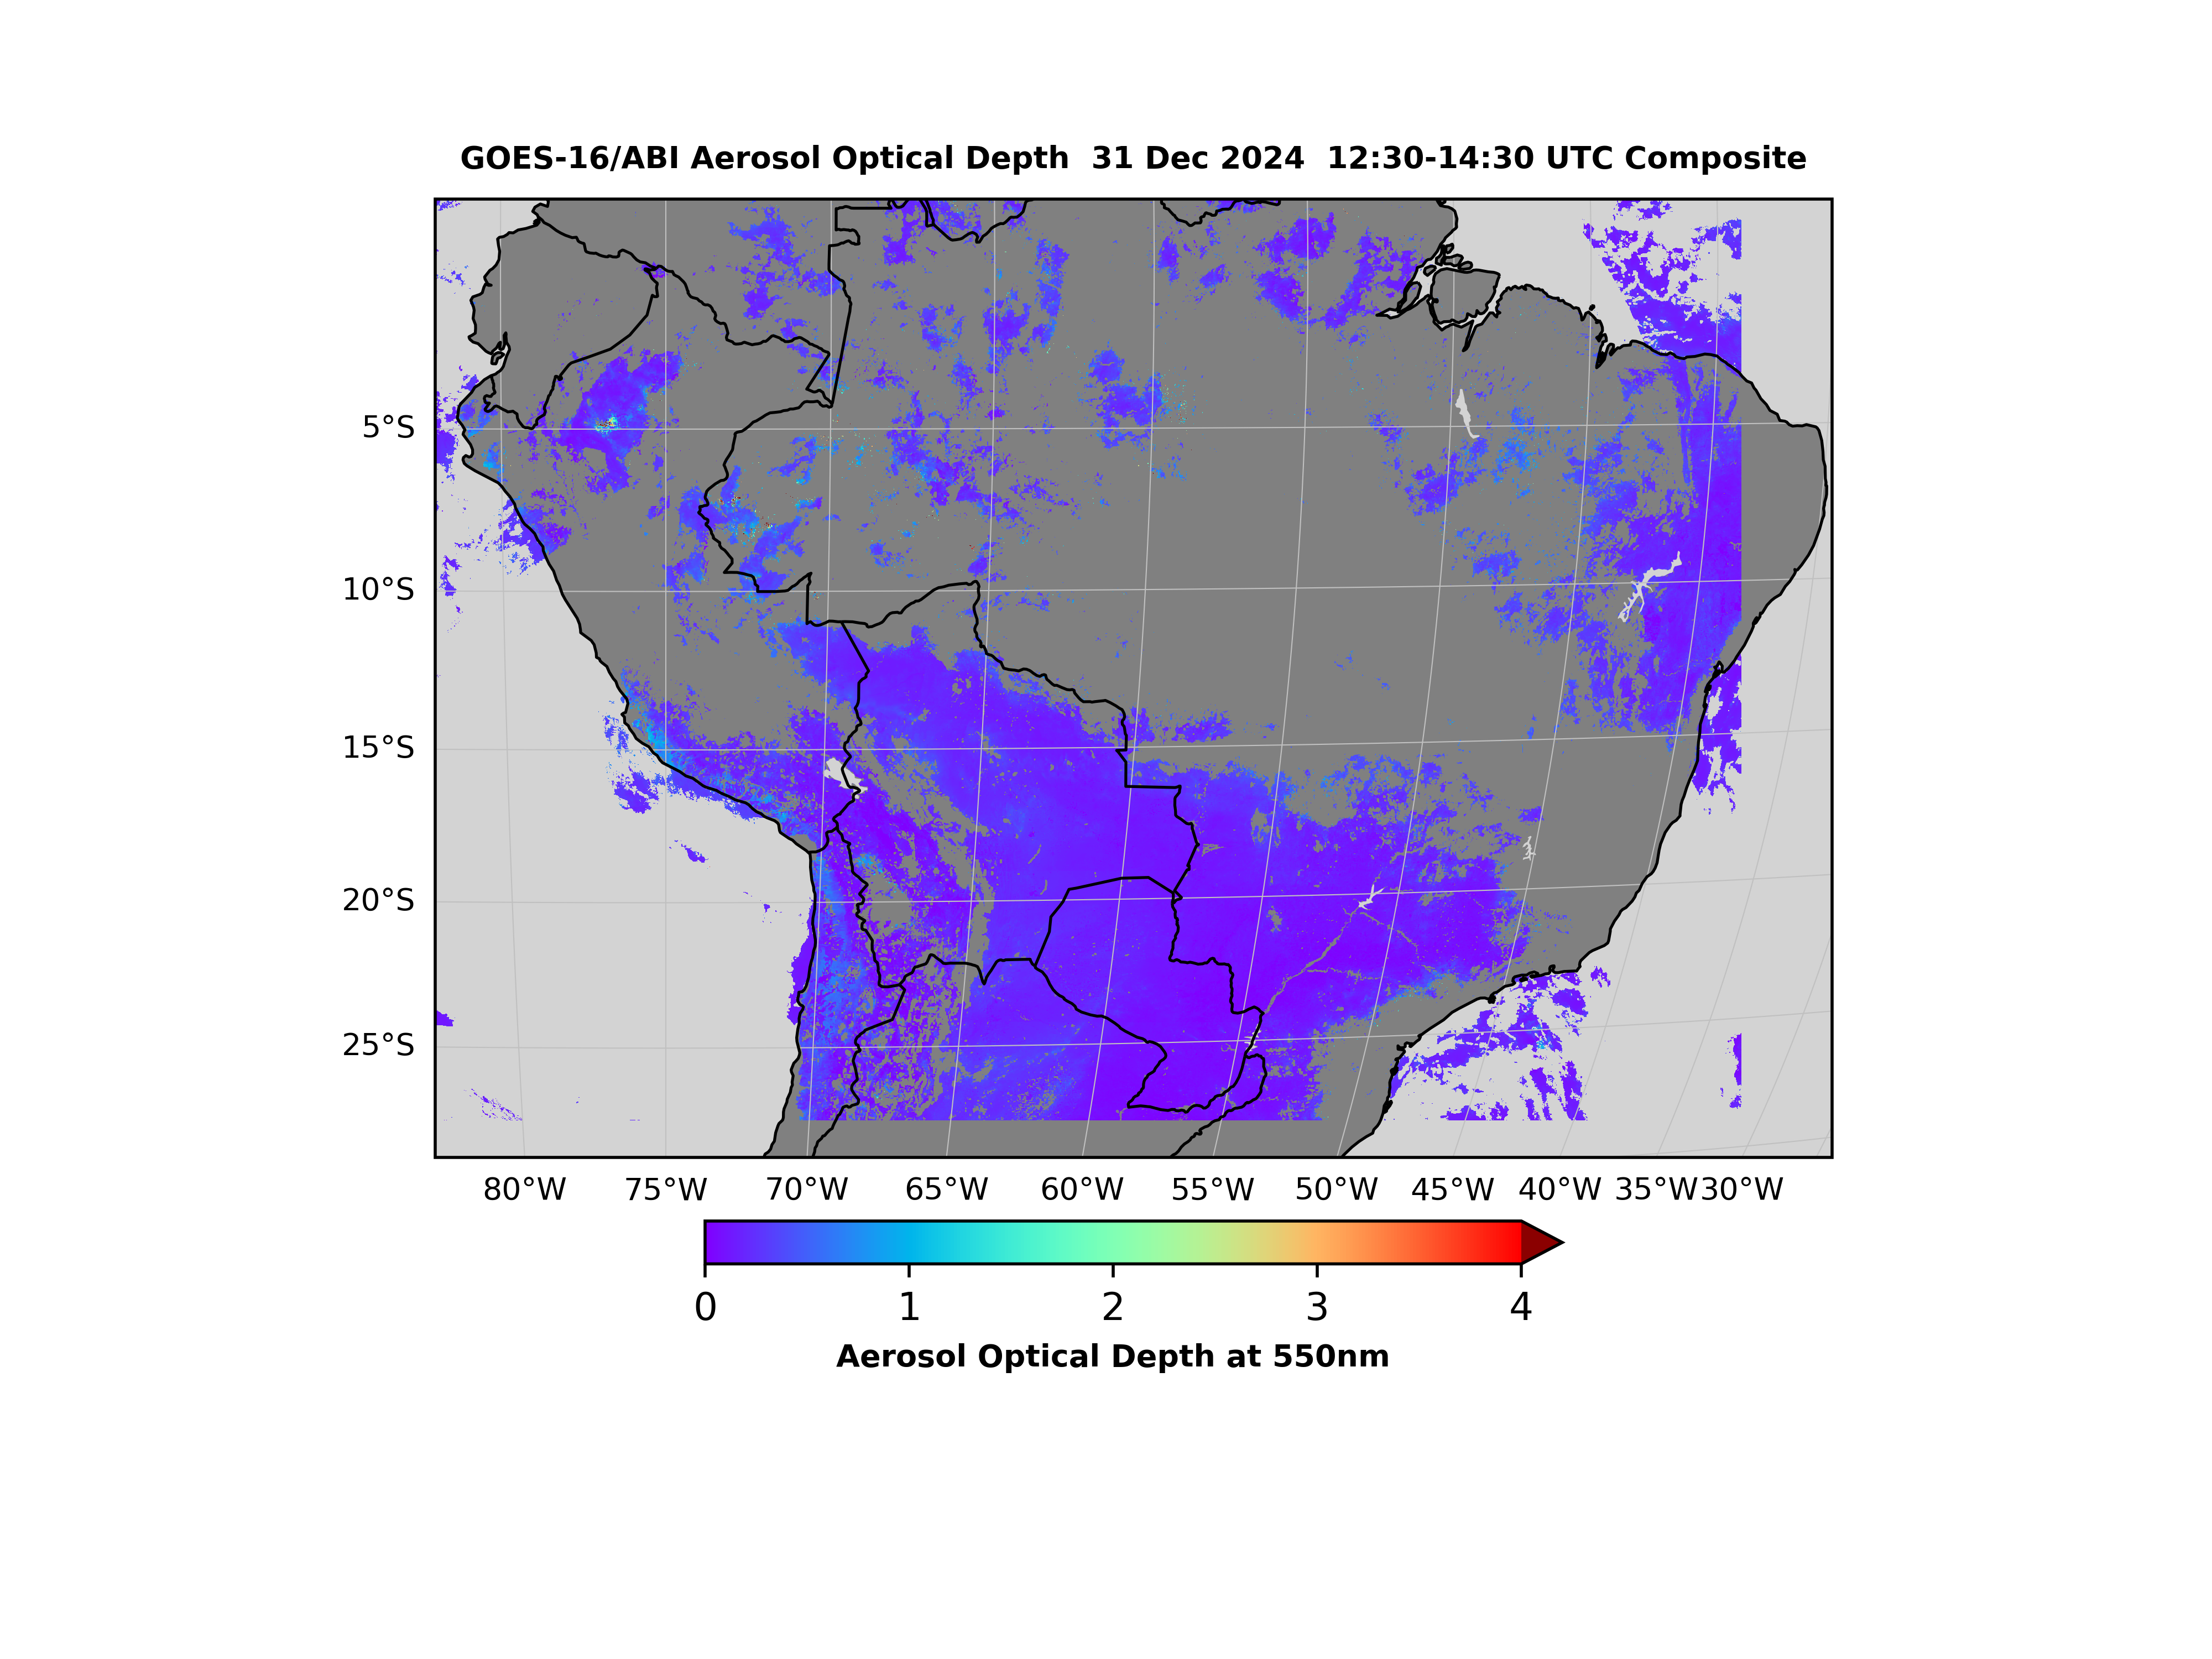 GOES-16/ABI Aerosol Optical Depth  31 Dec 2024  12:30-14:30 UTC Composite
5°S
10°S
15°S
20°S
25°S
80°W 75°W 70°W 65°W 60°W 55°W 50°W 45°W 40°W 35°W 30°W
0 1 2 3 4
Aerosol Optical Depth at 550nm